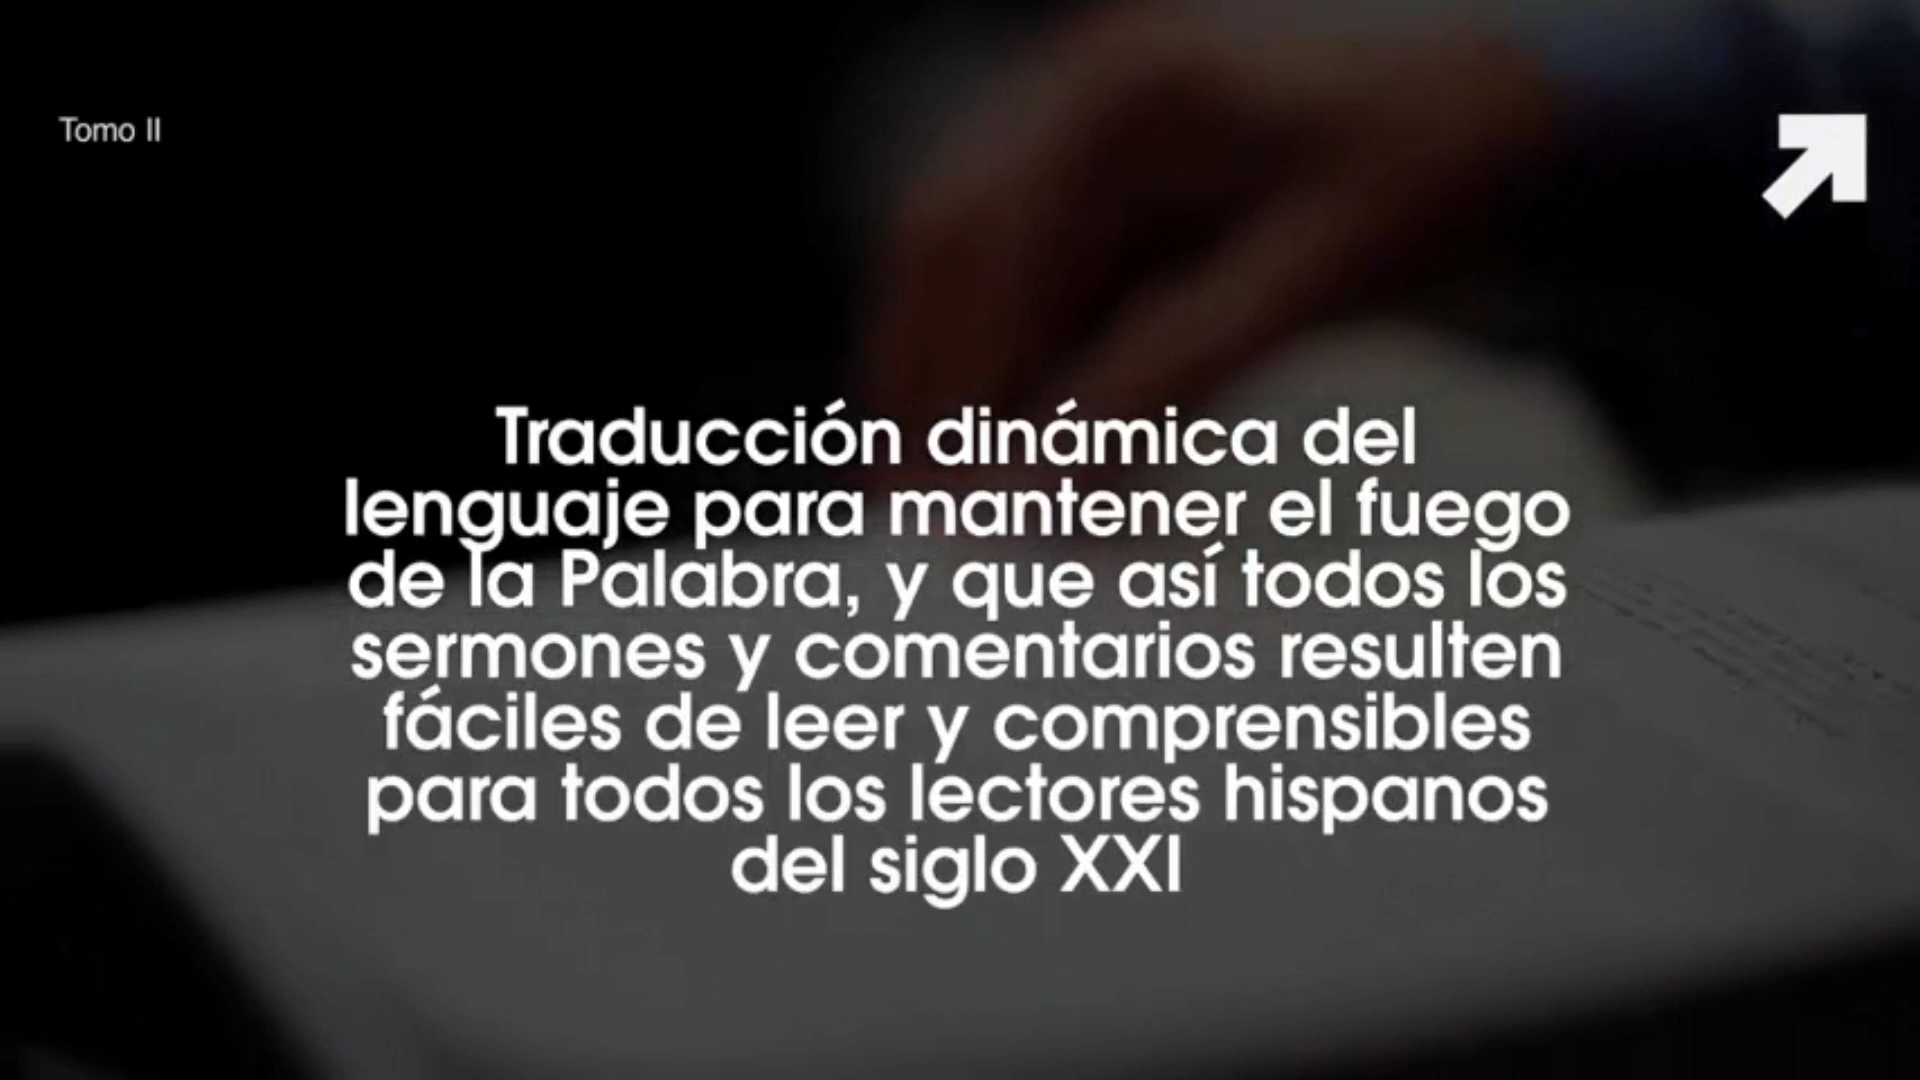 Tomo II
Traducción dinámica del
lenguaje para mantener el fuego
de la Palabra, y que así todos los
sermones y comentarios resulten
fáciles de leer y comprensibles
para todos los lectores hispanos
del siglo XXI